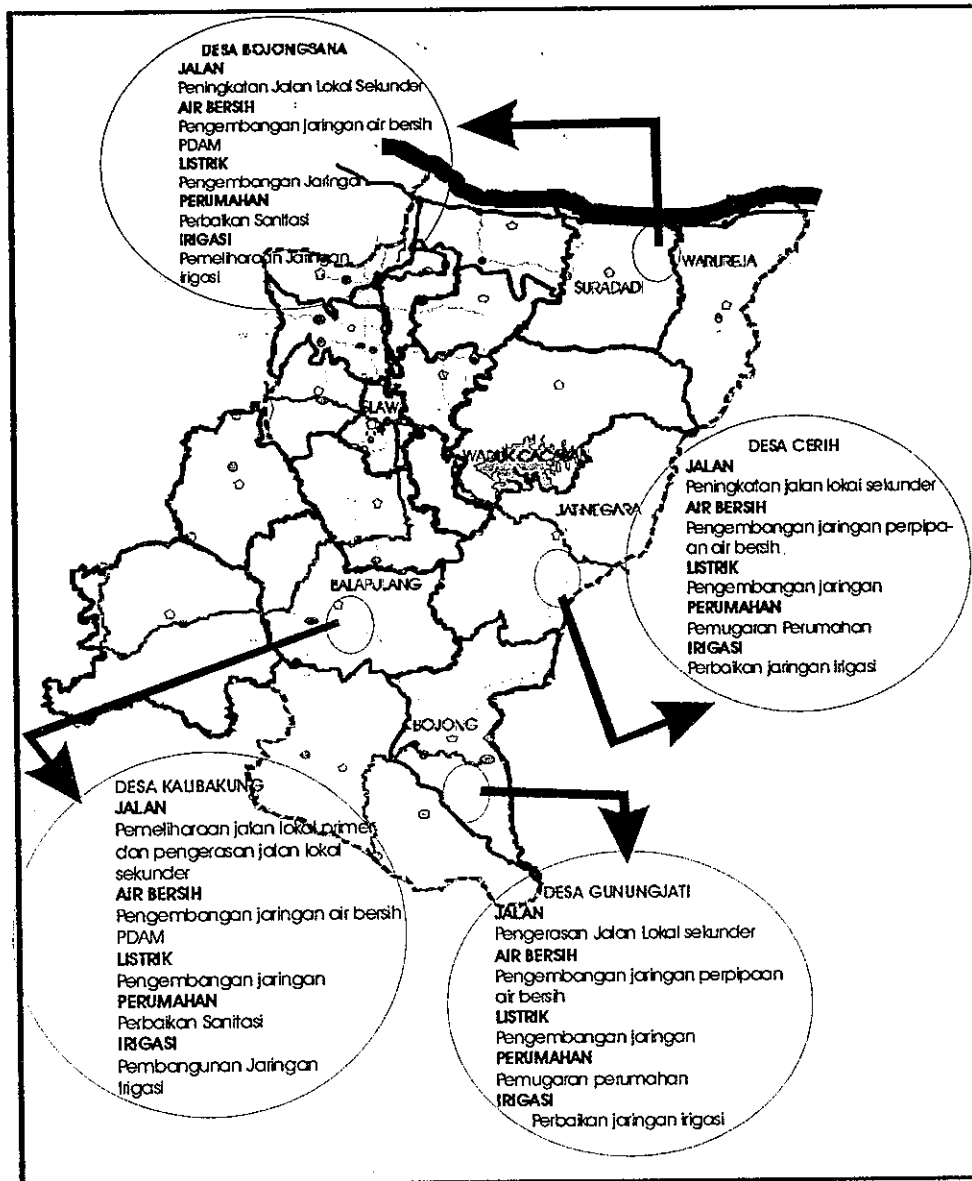 DESA BOJONGSANA
JALAN
Peningkatan Jalan Lokal Sekunder
AIR BERSIH
Pengembangan jaringan air bersih
PDAM
LISTRIK
Pengembangan Jaringan
PERUMAHAN
Perbaikan Sanitasi
IRIGASI
Pemeliharaan Jaringan
Irigasi
WARUREJA
SURADADI
SLAWI
WADUK CACABAN
JATINEGARA
BALAPULANG
BOJONG
DESA CERIH
JALAN
Peningkatan jalan lokal sekunder
AIR BERSIH
Pengembangan jaringan perpipa-
an air bersih
LISTRIK
Pengembangan jaringan
PERUMAHAN
Pemugaran Perumahan
IRIGASI
Perbaikan jaringan irigasi
DESA KALIBAKUNG
JALAN
Pemeliharaan jalan lokal primer
dan pengerasan jalan lokal
sekunder
AIR BERSIH
Pengembangan jaringan air bersih
PDAM
LISTRIK
Pengembangan jaringan
PERUMAHAN
Perbaikan Sanitasi
IRIGASI
Pembangunan Jaringan
Irigasi
DESA GUNUNGJATI
JALAN
Pengerasan Jalan Lokal sekunder
AIR BERSIH
Pengembangan jaringan perpipaan
air bersih
LISTRIK
Pengembangan jaringan
PERUMAHAN
Pemugaran perumahan
IRIGASI
Perbaikan jaringan irigasi